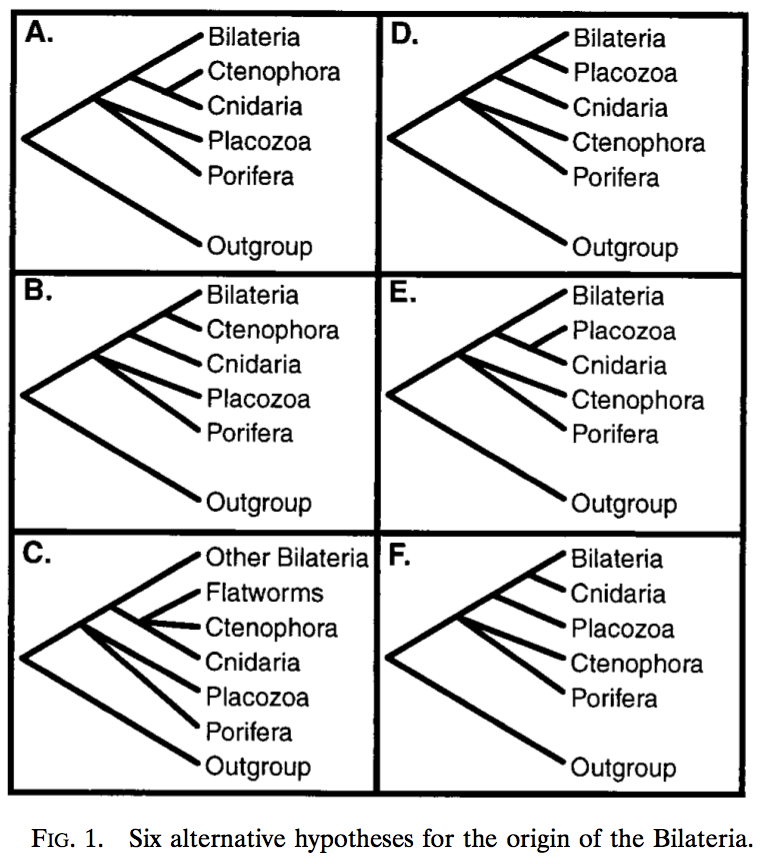 A.
Bilateria
Ctenophora
Cnidaria
Placozoa
Porifera
Outgroup
B.
Bilateria
Ctenophora
Cnidaria
Placozoa
Porifera
Outgroup
C.
Other Bilateria
Flatworms
Ctenophora
Cnidaria
Placozoa
Porifera
Outgroup
D.
Bilateria
Placozoa
Cnidaria
Ctenophora
Porifera
Outgroup
E.
Bilateria
Placozoa
Cnidaria
Ctenophora
Porifera
Outgroup
F.
Bilateria
Cnidaria
Placozoa
Ctenophora
Porifera
Outgroup
FIG. 1. Six alternative hypotheses for the origin of the Bilateria.